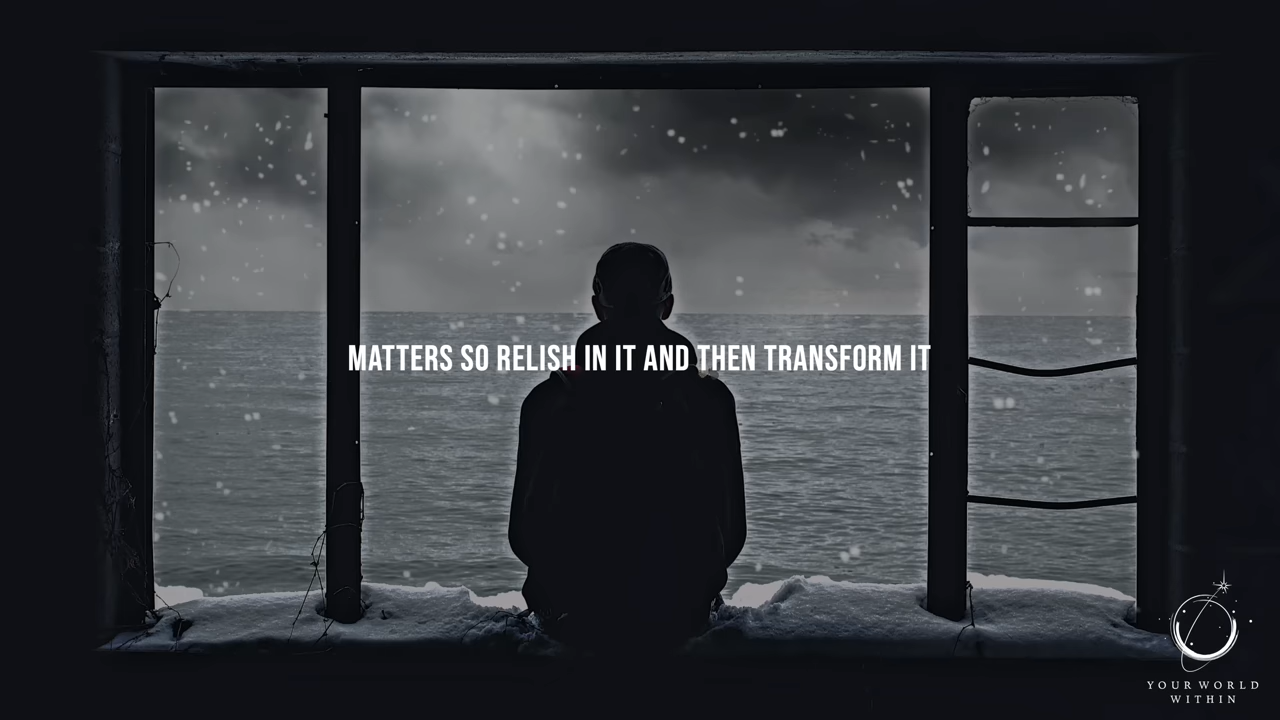 MATTERS SO RELISH IN IT AND THEN TRANSFORM IT
YOUR WORLD
WITHIN